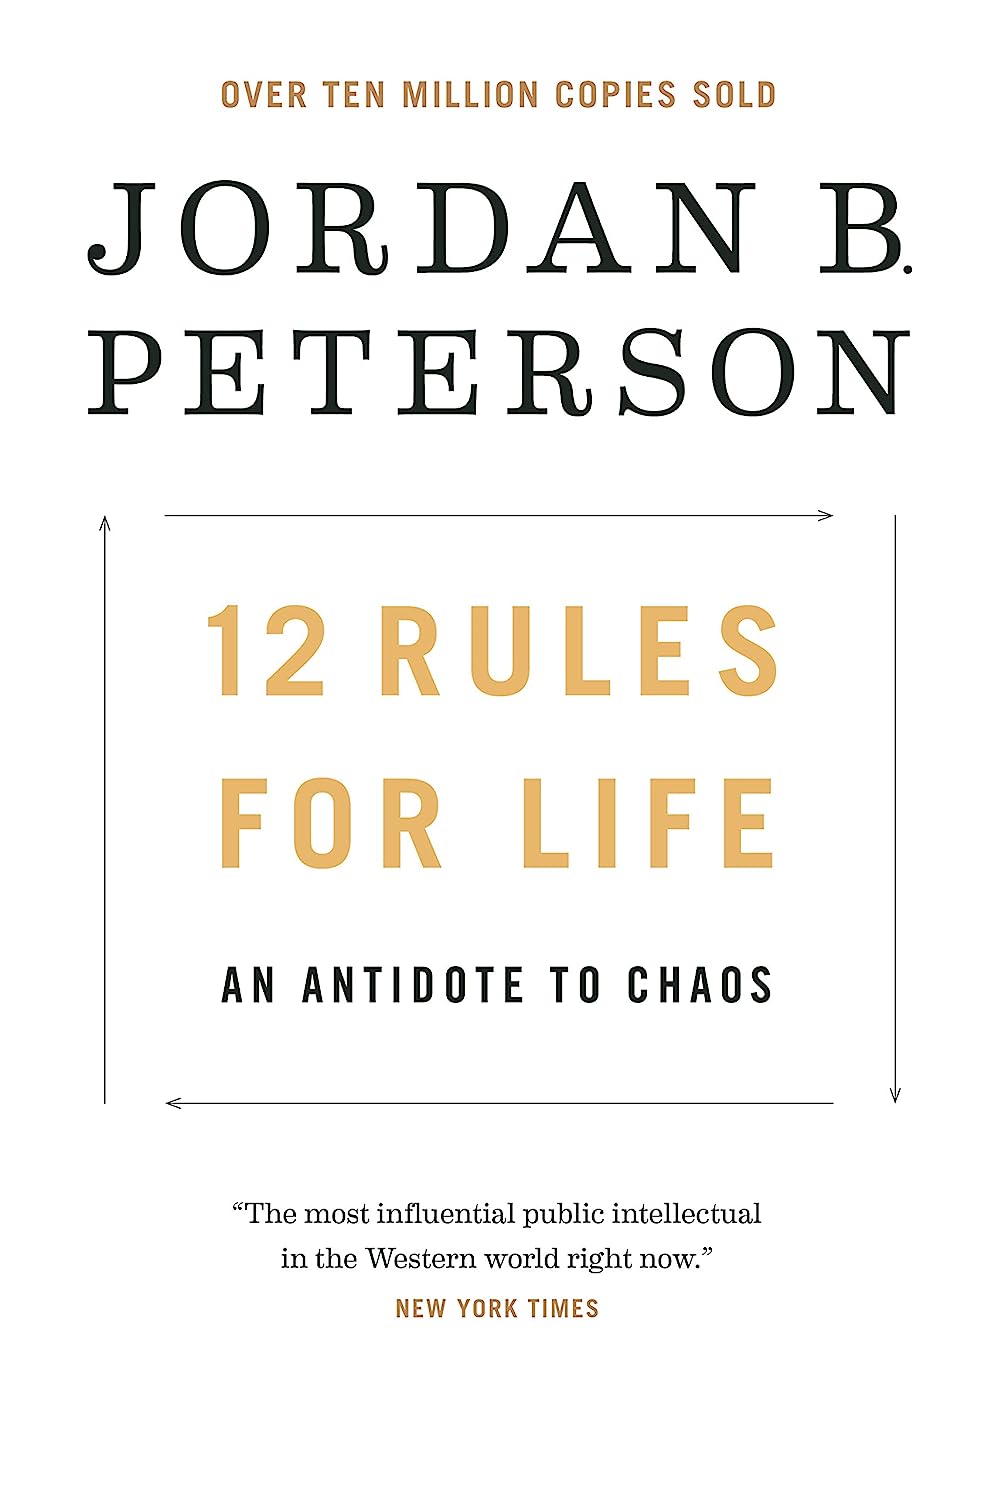 OVER TEN MILLION COPIES SOLD
JORDAN B.
PETERSON
12 RULES
FOR LIFE
AN ANTIDOTE TO CHAOS
“The most influential public intellectual
in the Western world right now.”
NEW YORK TIMES